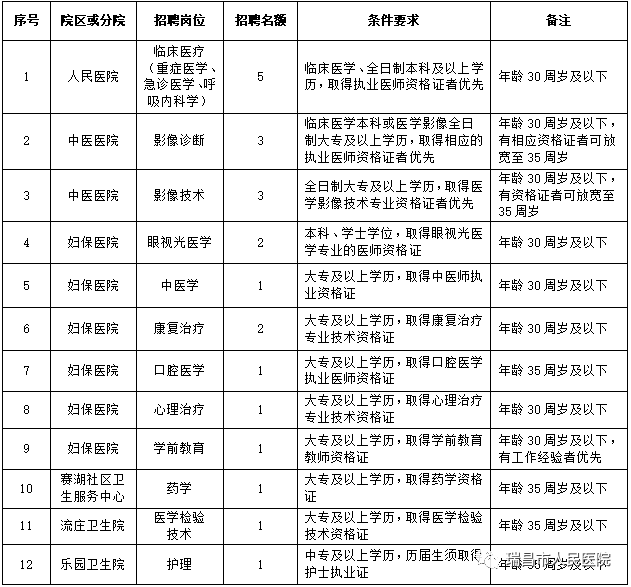 序号 院区或分院 招聘岗位 招聘名额 条件要求 备注
1 人民医院 临床医疗（重症医学、急诊医学、呼吸内科学） 5 临床医学、全日制本科及以上学历，取得执业医师资格证者优先 年龄30周岁及以下
2 中医医院 影像诊断 3 临床医学本科或医学影像全日制大专及以上学历，取得相应的执业医师资格证者优先 年龄30周岁及以下，有相应资格证者可放宽至35周岁
3 中医医院 影像技术 3 全日制大专及以上学历，取得医学影像技术专业资格证者优先 年龄30周岁及以下，有资格证者可放宽至35周岁
4 妇保医院 眼视光医学 2 本科、学士学位，取得眼视光医学专业的医师资格证 年龄30周岁及以下
5 妇保医院 中医学 1 大专及以上学历，取得中医师执业资格证 年龄30周岁及以下
6 妇保医院 康复治疗 2 大专及以上学历，取得康复治疗专业技术资格证 年龄30周岁及以下
7 妇保医院 口腔医学 1 大专及以上学历，取得口腔医学执业医师资格证 年龄35周岁及以下
8 妇保医院 心理治疗 1 大专及以上学历，取得心理治疗专业技术资格证 年龄30周岁及以下
9 妇保医院 学前教育 1 大专及以上学历，取得学前教育教师资格证 年龄30周岁及以下，有工作经验者优先
10 赛湖社区卫生服务中心 药学 1 大专及以上学历，取得药学资格证 年龄35周岁及以下
11 流庄卫生院 医学检验技术 1 大专及以上学历，取得医学检验技术资格证 年龄35周岁及以下
12 乐园卫生院 护理 1 中专及以上学历，历届生须取得护士执业证 年龄 周岁及以下
瑞昌市人民医院